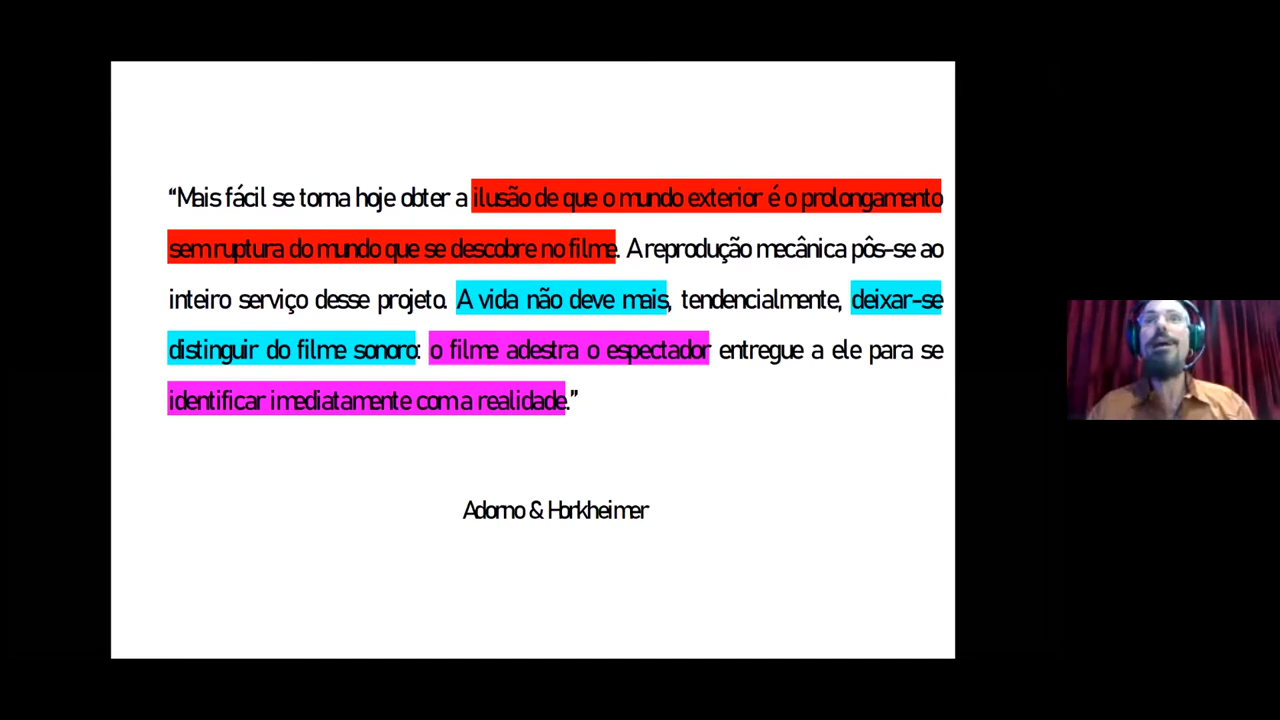 “Mais fácil se torna hoje obter a ilusão de que o mundo exterior é o prolongamento
sem ruptura do mundo que se descobre no filme. A reprodução mecânica pôs-se ao
inteiro serviço desse projeto. A vida não deve mais, tendencialmente, deixar-se
distinguir do filme sonoro: o filme adestra o espectador entregue a ele para se
identificar imediatamente com a realidade.”
Adorno & Horkheimer